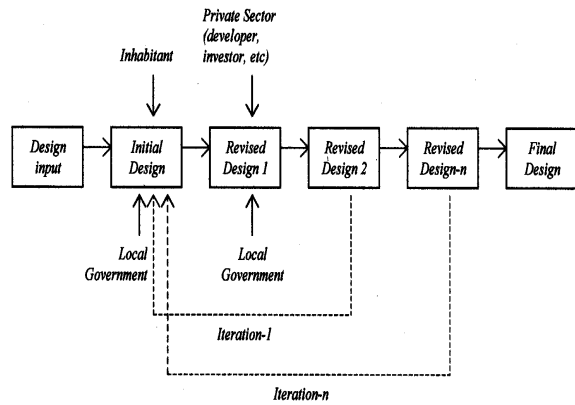 Private Sector
(developer,
investor, etc)
Inhabitant
Design
input
Initial
Design
Revised
Design 1
Revised
Design 2
Revised
Design-n
Final
Design
Local
Government
Local
Government
Iteration-1
Iteration-n